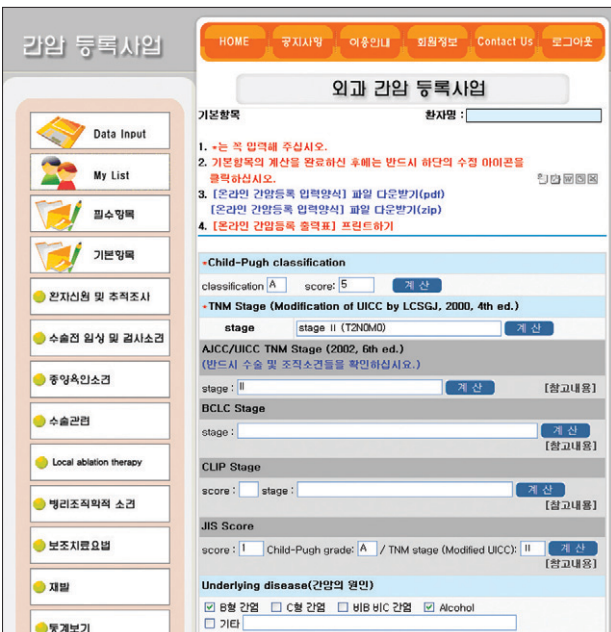 간암 등록사업
HOME 공지사항 이용안내 회원정보 Contact Us 로그아웃
외과 간암 등록사업
기본항목 환자명 :
Data Input
My List
필수항목
기본항목
환자신원 및 추적조사
수술전 임상 및 검사소견
종양육안소견
수술관련
Local ablation therapy
병리조직학적 소견
보조치료요법
재발
통계보기
1. *는 꼭 입력해 주십시오.
2. 기본항목의 계산을 완료하신 후에는 반드시 하단의 수정 아이콘을
클릭하십시오.
3. [온라인 간암등록 입력양식] 파일 다운받기(pdf)
[온라인 간암등록 입력양식] 파일 다운받기(zip)
4. [온라인 간암등록 출력표] 프린트하기
*Child-Pugh classification
classification A score: 5 계 산
*TNM Stage (Modification of UICC by LCSGJ, 2000, 4th ed.)
stage stage II (T2N0M0) 계 산
AJCC/UICC TNM Stage (2002, 6th ed.)
(반드시 수술 및 조직소견들을 확인하십시요.)
stage : II 계 산 [참고내용]
BCLC Stage
stage : 계 산
[참고내용]
CLIP Stage
score : stage : 계 산
[참고내용]
JIS Score
score : 1 Child-Pugh grade: A / TNM stage (Modified UICC): II 계 산
[참고내용]
Underlying disease(간암의 원인)
B형 간염 C형 간염 비B 비C 간염 Alcohol
기타